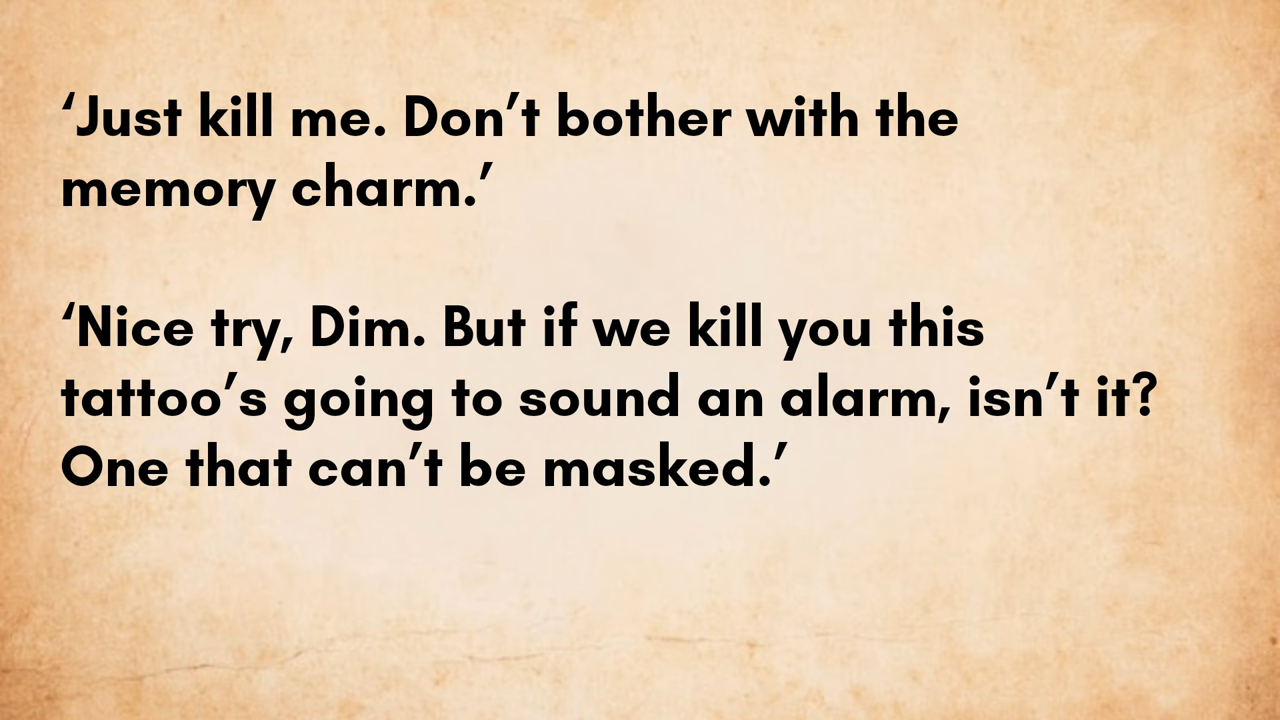 ‘Just kill me. Don’t bother with the
memory charm.’
‘Nice try, Dim. But if we kill you this
tattoo’s going to sound an alarm, isn’t it?
One that can’t be masked.’